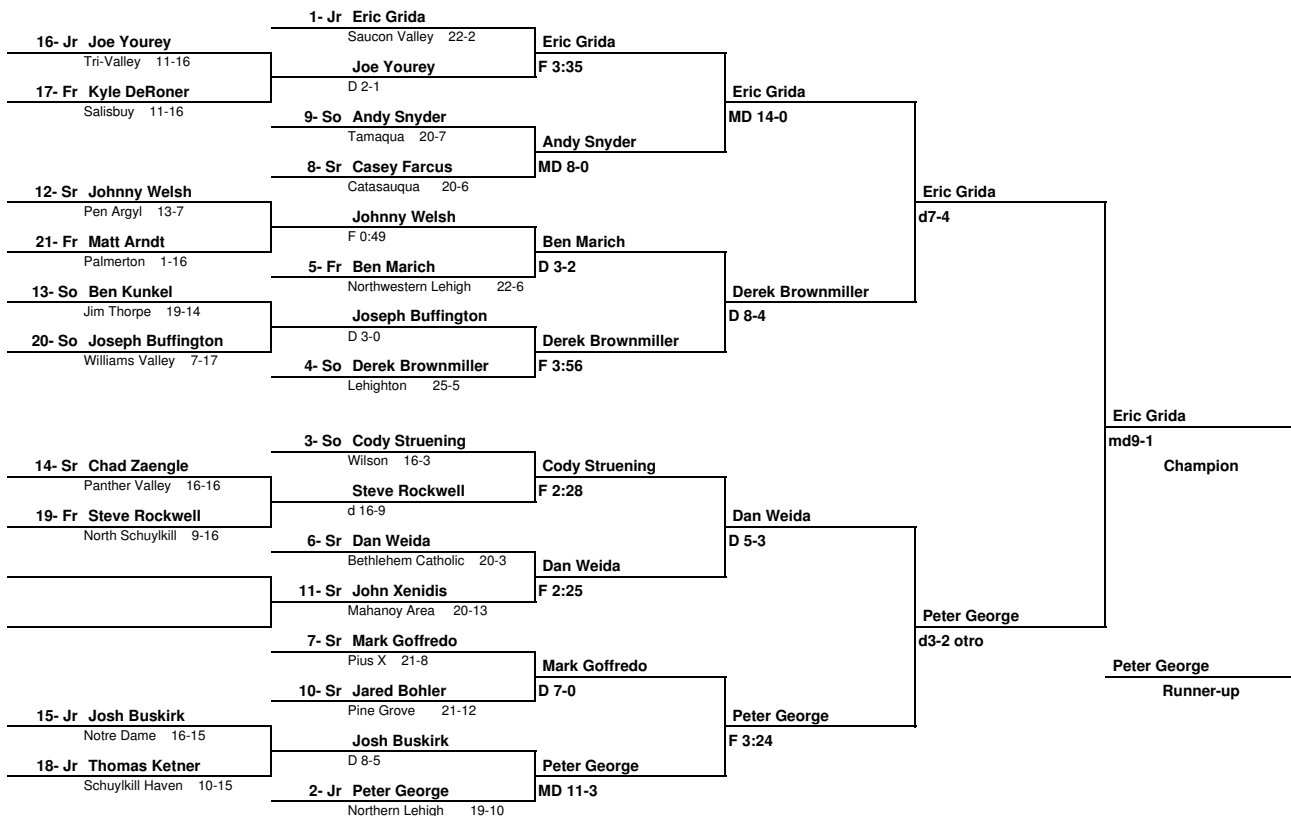 1- Jr Eric Grida
Saucon Valley 22-2
16- Jr Joe Yourey
Tri-Valley 11-16
Eric Grida
F 3:35
Joe Yourey
D 2-1
17- Fr Kyle DeRoner
Salisbuy 11-16
Eric Grida
MD 14-0
9- So Andy Snyder
Tamaqua 20-7
Andy Snyder
MD 8-0
8- Sr Casey Farcus
Catasauqua 20-6
12- Sr Johnny Welsh
Pen Argyl 13-7
Eric Grida
d7-4
Johnny Welsh
F 0:49
21- Fr Matt Arndt
Palmerton 1-16
Ben Marich
D 3-2
5- Fr Ben Marich
Northwestern Lehigh 22-6
13- So Ben Kunkel
Jim Thorpe 19-14
Derek Brownmiller
D 8-4
Joseph Buffington
D 3-0
20- So Joseph Buffington
Williams Valley 7-17
Derek Brownmiller
F 3:56
4- So Derek Brownmiller
Lehighton 25-5
Eric Grida
md9-1
Champion
3- So Cody Struening
Wilson 16-3
14- Sr Chad Zaengle
Panther Valley 16-16
Cody Struening
F 2:28
Steve Rockwell
d 16-9
19- Fr Steve Rockwell
North Schuylkill 9-16
Dan Weida
D 5-3
6- Sr Dan Weida
Bethlehem Catholic 20-3
Dan Weida
F 2:25
11- Sr John Xenidis
Mahanoy Area 20-13
Peter George
d3-2 otro
7- Sr Mark Goffredo
Pius X 21-8
Mark Goffredo
D 7-0
Peter George
Runner-up
10- Sr Jared Bohler
Pine Grove 21-12
15- Jr Josh Buskirk
Notre Dame 16-15
Peter George
F 3:24
Josh Buskirk
D 8-5
18- Jr Thomas Ketner
Schuylkill Haven 10-15
Peter George
MD 11-3
2- Jr Peter George
Northern Lehigh 19-10